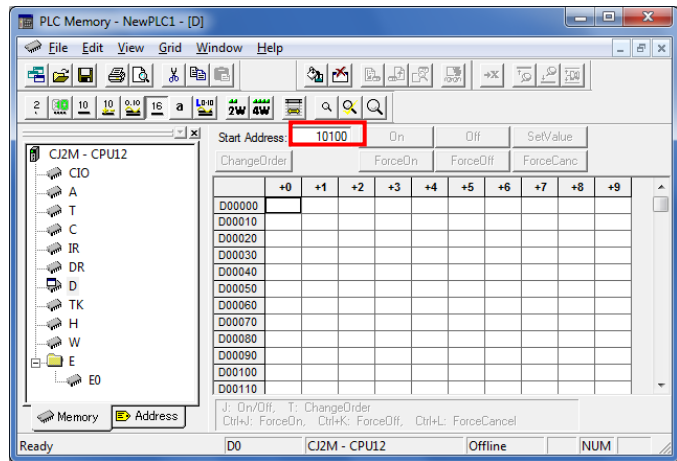 PLC Memory - NewPLC1 - [D]
File Edit View Grid Window Help
2 10 10 0.10 16 a 2W 4W
Start Address: 10100 On Off SetValue
ChangeOrder ForceOn ForceOff ForceCanc
CJ2M - CPU12
CIO
A
T
C
IR
DR
D
TK
H
W
E
E0
+0 +1 +2 +3 +4 +5 +6 +7 +8 +9
D00000
D00010
D00020
D00030
D00040
D00050
D00060
D00070
D00080
D00090
D00100
D00110
Memory Address
J: On/Off, T: ChangeOrder
Ctrl+J: ForceOn, Ctrl+K: ForceOff, Ctrl+L: ForceCancel
Ready D0 CJ2M - CPU12 Offline NUM